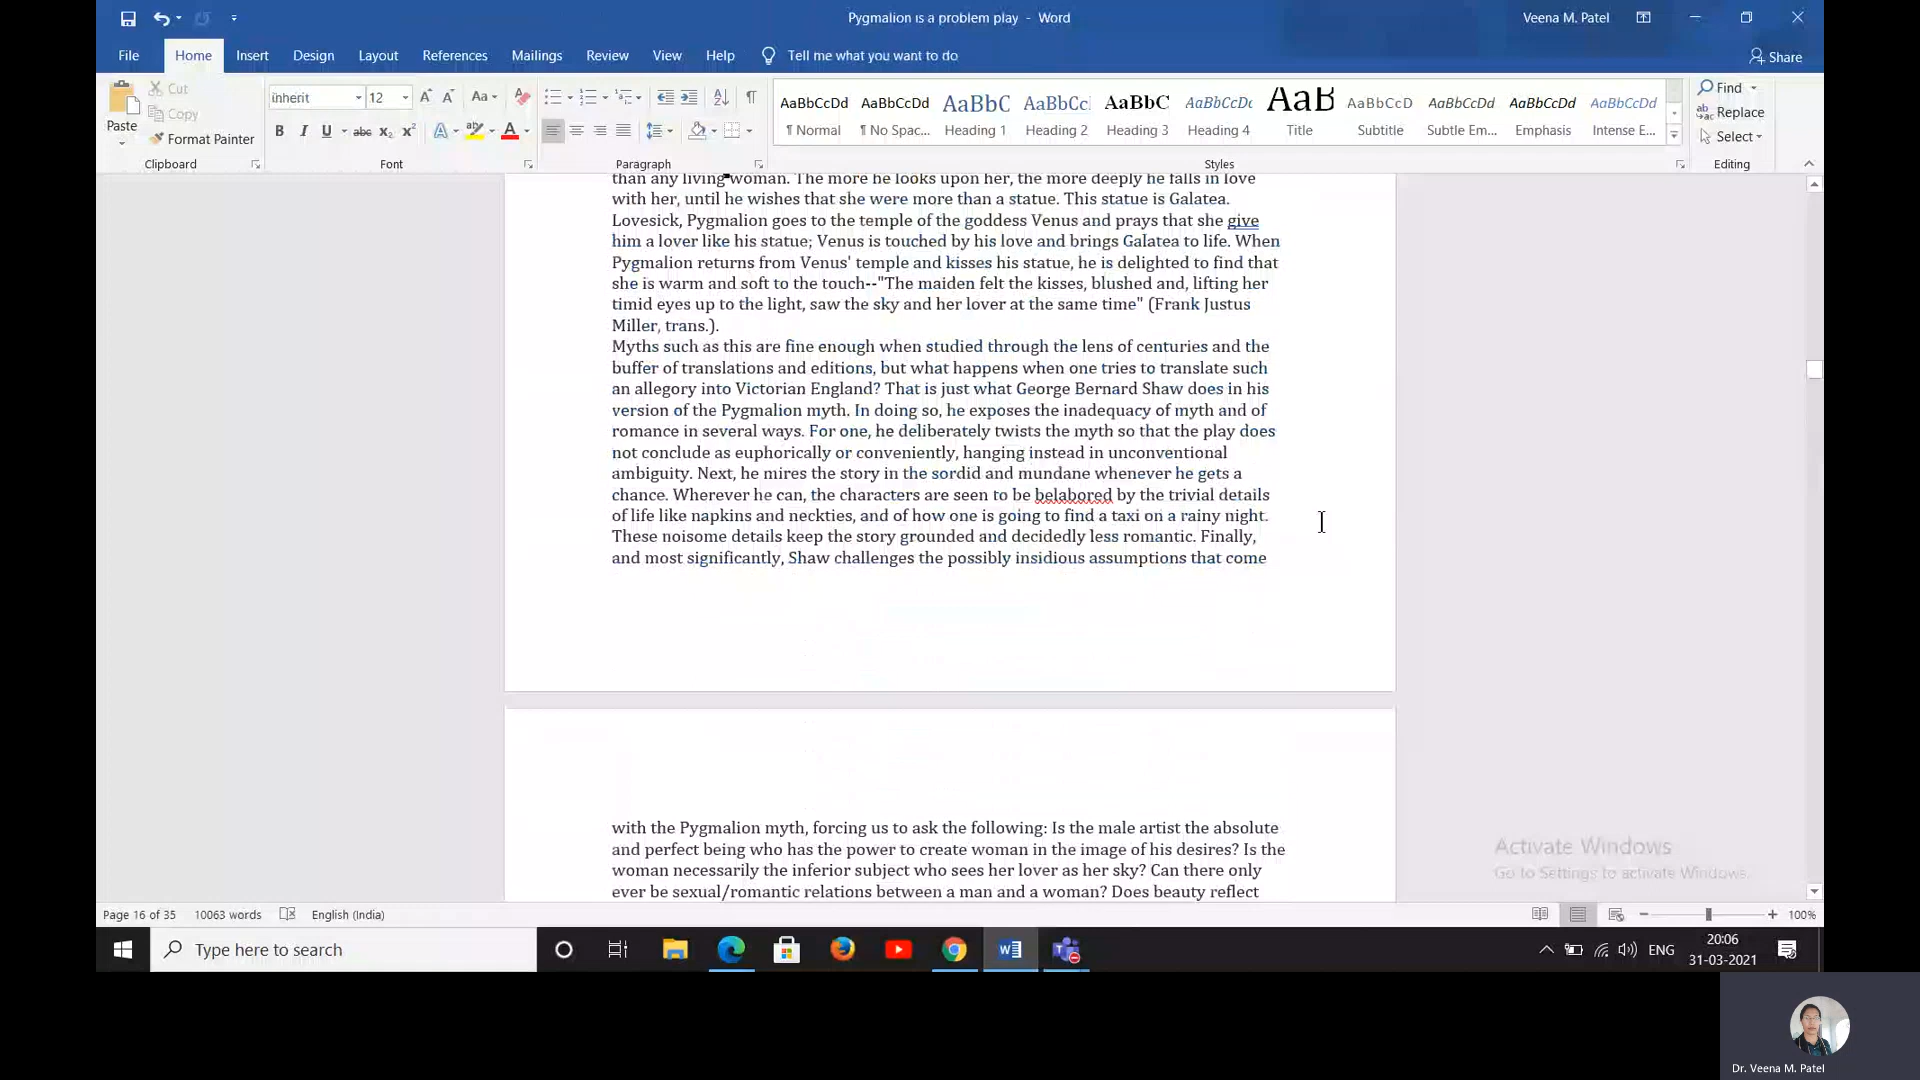 Pygmalion is a problem play - Word
Veena M. Patel
File Home Insert Design Layout References Mailings Review View Help Tell me what you want to do Share
Paste
Cut
Copy
Format Painter
Clipboard
inherit 12
Font
Paragraph
AaBbCcDd AaBbCcDd AaBbC AaBbCc AaBbC AaBbCcDc AaB AaBbCcD AaBbCcDd AaBbCcDd AaBbCcDd
¶ Normal ¶ No Spac... Heading 1 Heading 2 Heading 3 Heading 4 Title Subtitle Subtle Em... Emphasis Intense E...
Styles
Find
Replace
Select
Editing
than any living woman. The more he looks upon her, the more deeply he falls in love
with her, until he wishes that she were more than a statue. This statue is Galatea.
Lovesick, Pygmalion goes to the temple of the goddess Venus and prays that she give
him a lover like his statue; Venus is touched by his love and brings Galatea to life. When
Pygmalion returns from Venus' temple and kisses his statue, he is delighted to find that
she is warm and soft to the touch--"The maiden felt the kisses, blushed and, lifting her
timid eyes up to the light, saw the sky and her lover at the same time" (Frank Justus
Miller, trans.).
Myths such as this are fine enough when studied through the lens of centuries and the
buffer of translations and editions, but what happens when one tries to translate such
an allegory into Victorian England? That is just what George Bernard Shaw does in his
version of the Pygmalion myth. In doing so, he exposes the inadequacy of myth and of
romance in several ways. For one, he deliberately twists the myth so that the play does
not conclude as euphorically or conveniently, hanging instead in unconventional
ambiguity. Next, he mires the story in the sordid and mundane whenever he gets a
chance. Wherever he can, the characters are seen to be belabored by the trivial details
of life like napkins and neckties, and of how one is going to find a taxi on a rainy night.
These noisome details keep the story grounded and decidedly less romantic. Finally,
and most significantly, Shaw challenges the possibly insidious assumptions that come
with the Pygmalion myth, forcing us to ask the following: Is the male artist the absolute
and perfect being who has the power to create woman in the image of his desires? Is the
woman necessarily the inferior subject who sees her lover as her sky? Can there only
ever be sexual/romantic relations between a man and a woman? Does beauty reflect
Activate Windows
Go to Settings to activate Windows.
Page 16 of 35 10063 words English (India) 100%
Type here to search
ENG
20:06
31-03-2021
Dr. Veena M. Patel